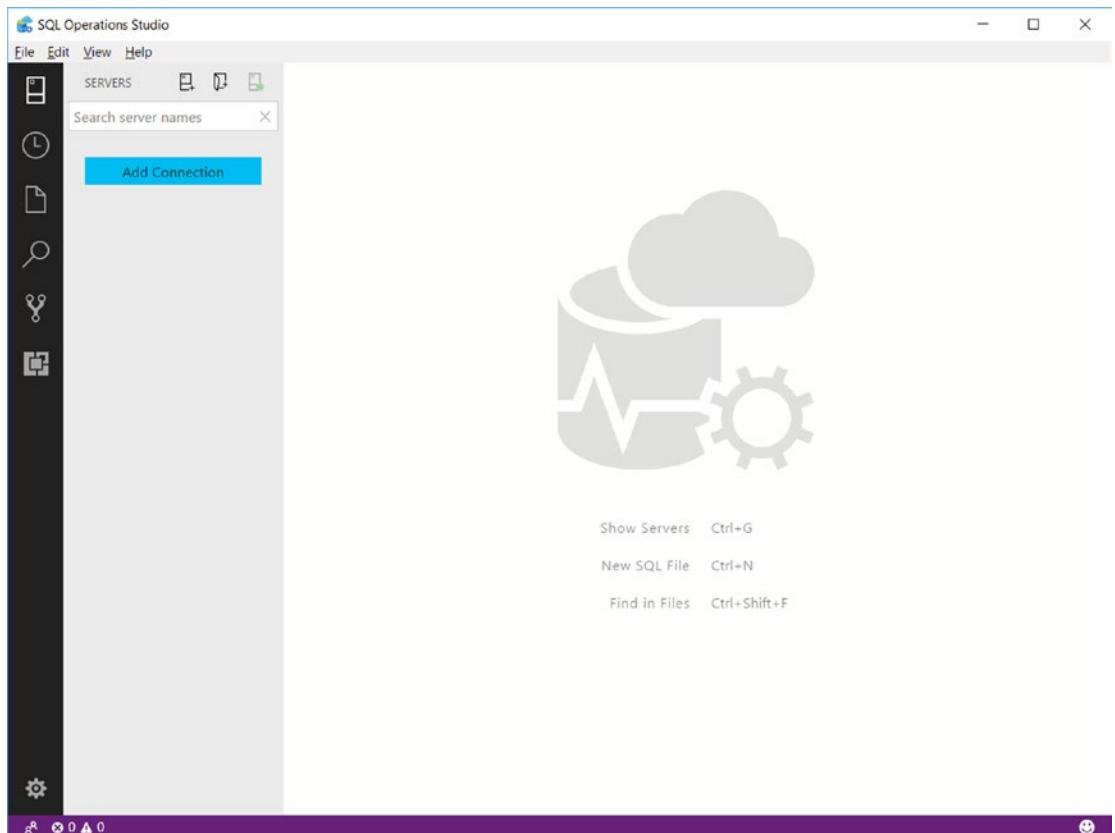 SQL Operations Studio
File Edit View Help
SERVERS
Search server names
Add Connection
Show Servers Ctrl+G
New SQL File Ctrl+N
Find in Files Ctrl+Shift+F
0 0